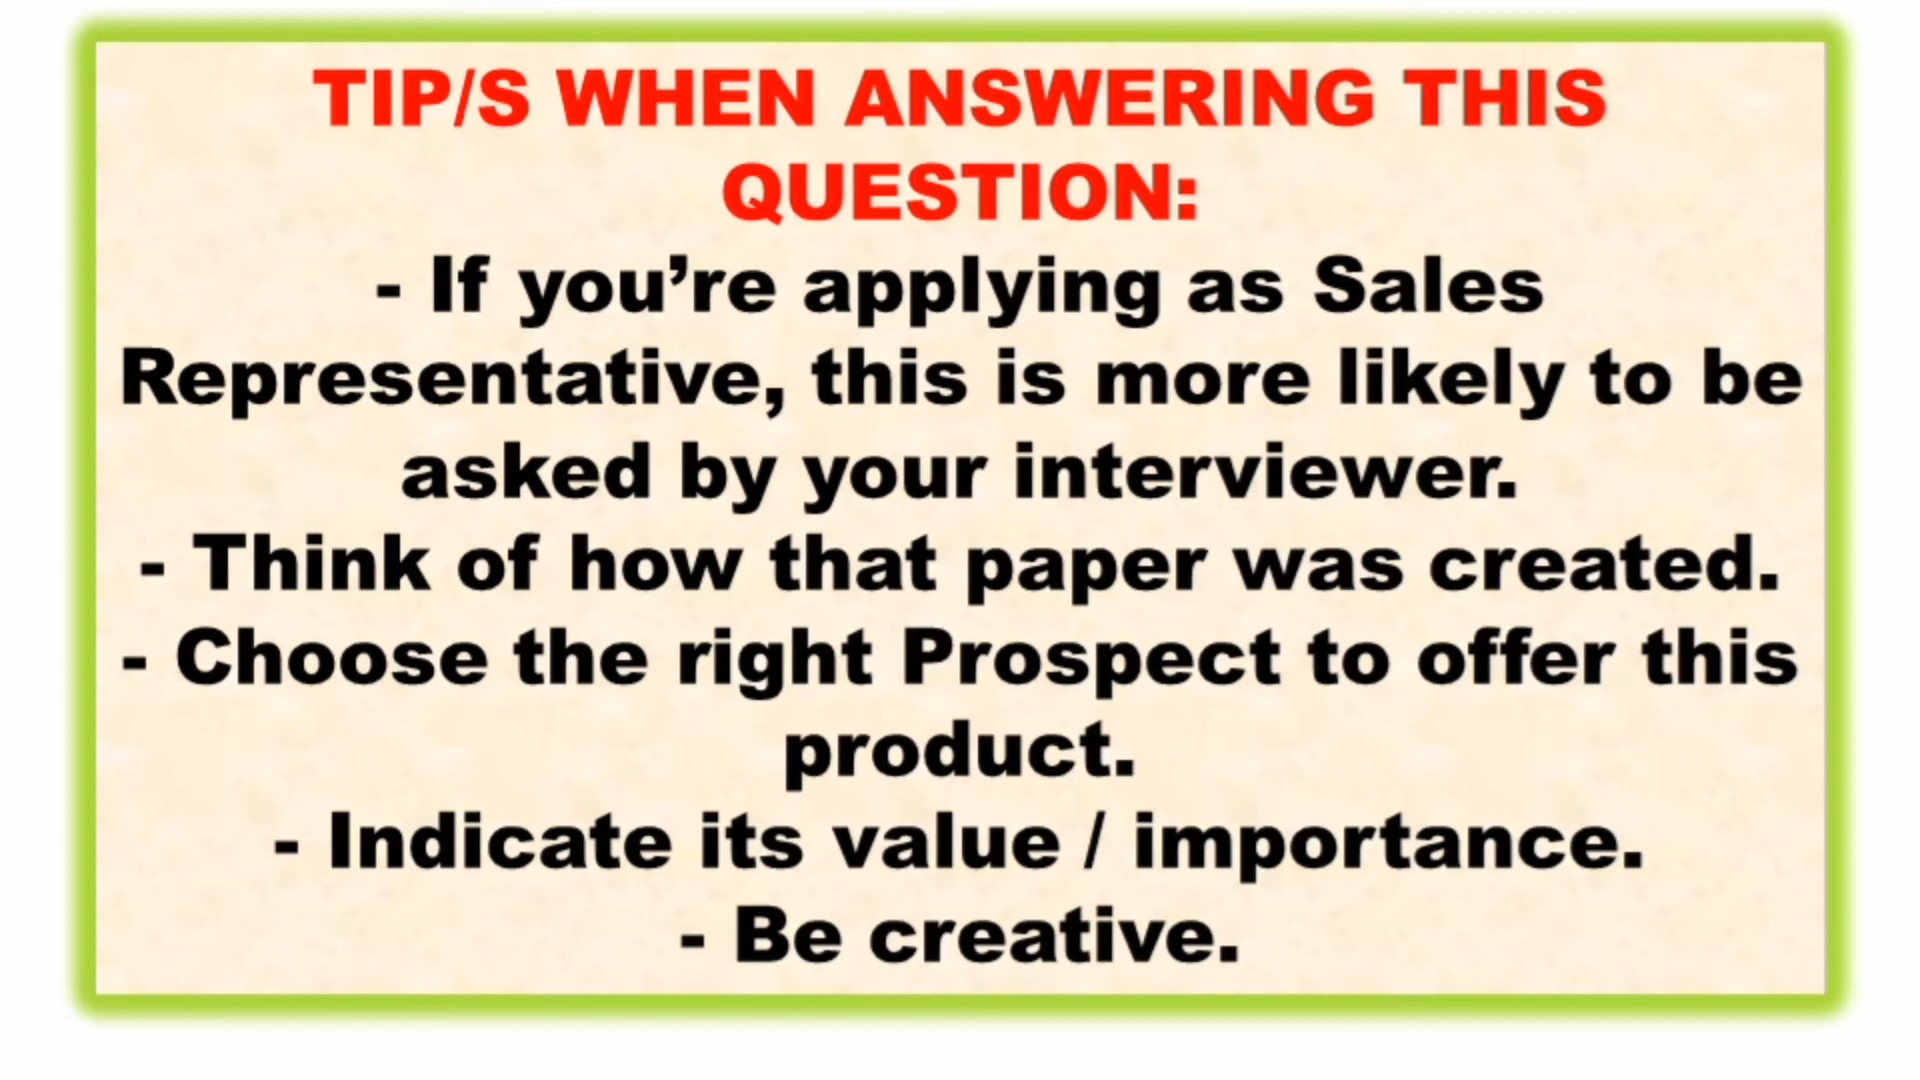 TIP/S WHEN ANSWERING THIS
QUESTION:
- If you’re applying as Sales
Representative, this is more likely to be
asked by your interviewer.
- Think of how that paper was created.
- Choose the right Prospect to offer this
product.
- Indicate its value / importance.
- Be creative.